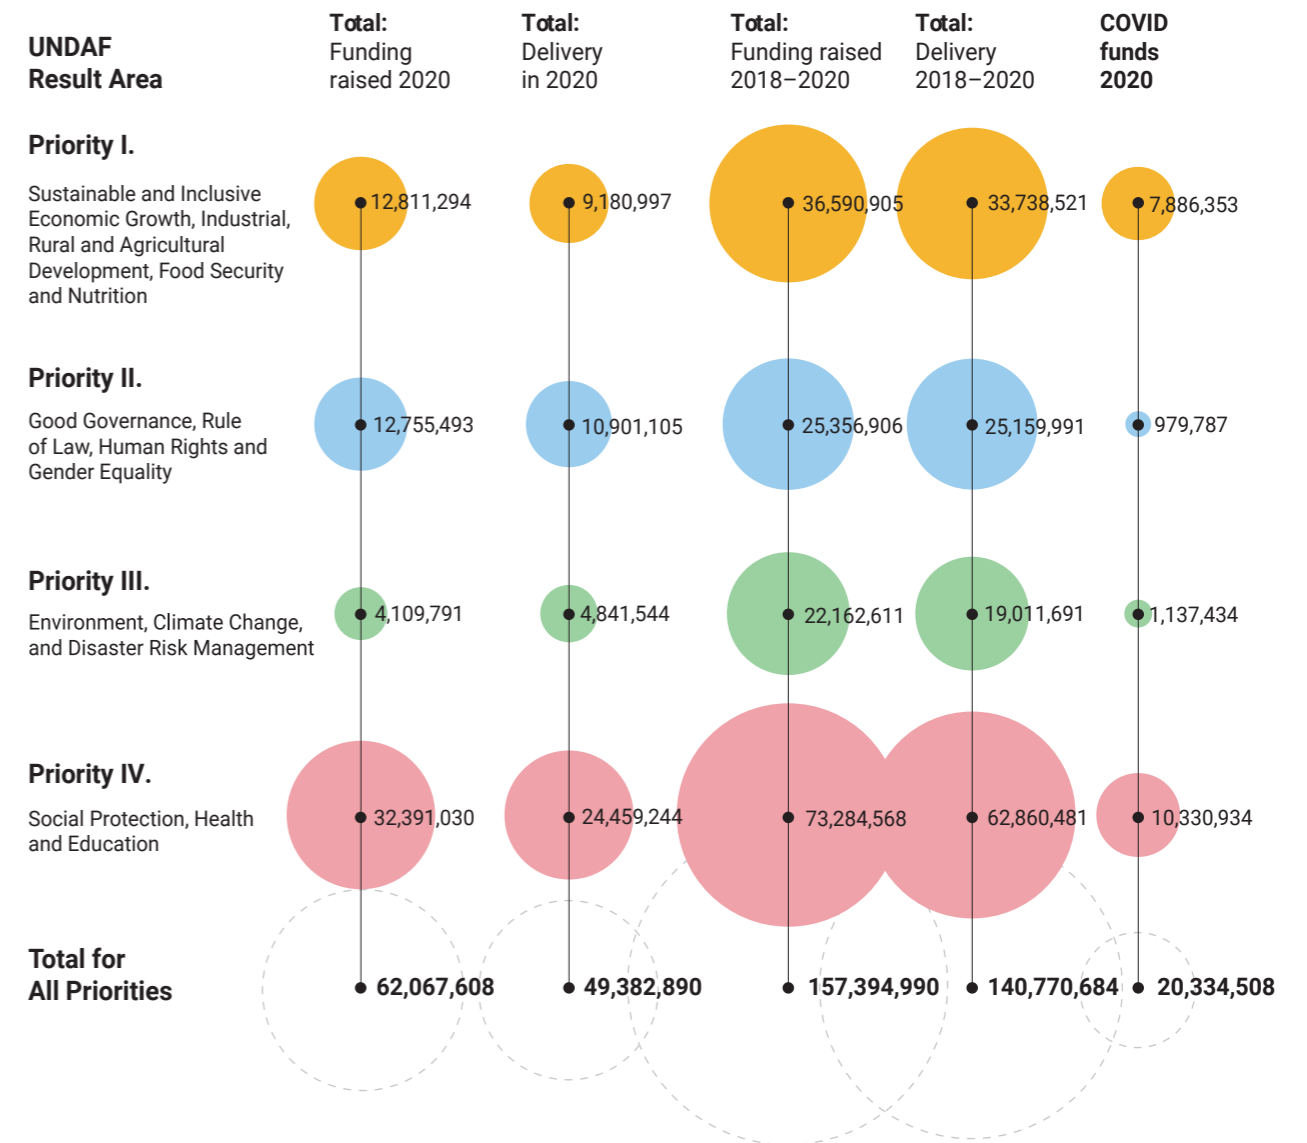 UNDAF
Result Area
Total:
Funding
raised 2020
Total:
Delivery
in 2020
Total:
Funding raised
2018–2020
Total:
Delivery
2018–2020
COVID
funds
2020
Priority I.
Sustainable and Inclusive
Economic Growth, Industrial,
Rural and Agricultural
Development, Food Security
and Nutrition
12,811,294
9,180,997
36,590,905
33,738,521
7,886,353
Priority II.
Good Governance, Rule
of Law, Human Rights and
Gender Equality
12,755,493
10,901,105
25,356,906
25,159,991
979,787
Priority III.
Environment, Climate Change,
and Disaster Risk Management
4,109,791
4,841,544
22,162,611
19,011,691
1,137,434
Priority IV.
Social Protection, Health
and Education
32,391,030
24,459,244
73,284,568
62,860,481
10,330,934
Total for
All Priorities
62,067,608
49,382,890
157,394,990
140,770,684
20,334,508